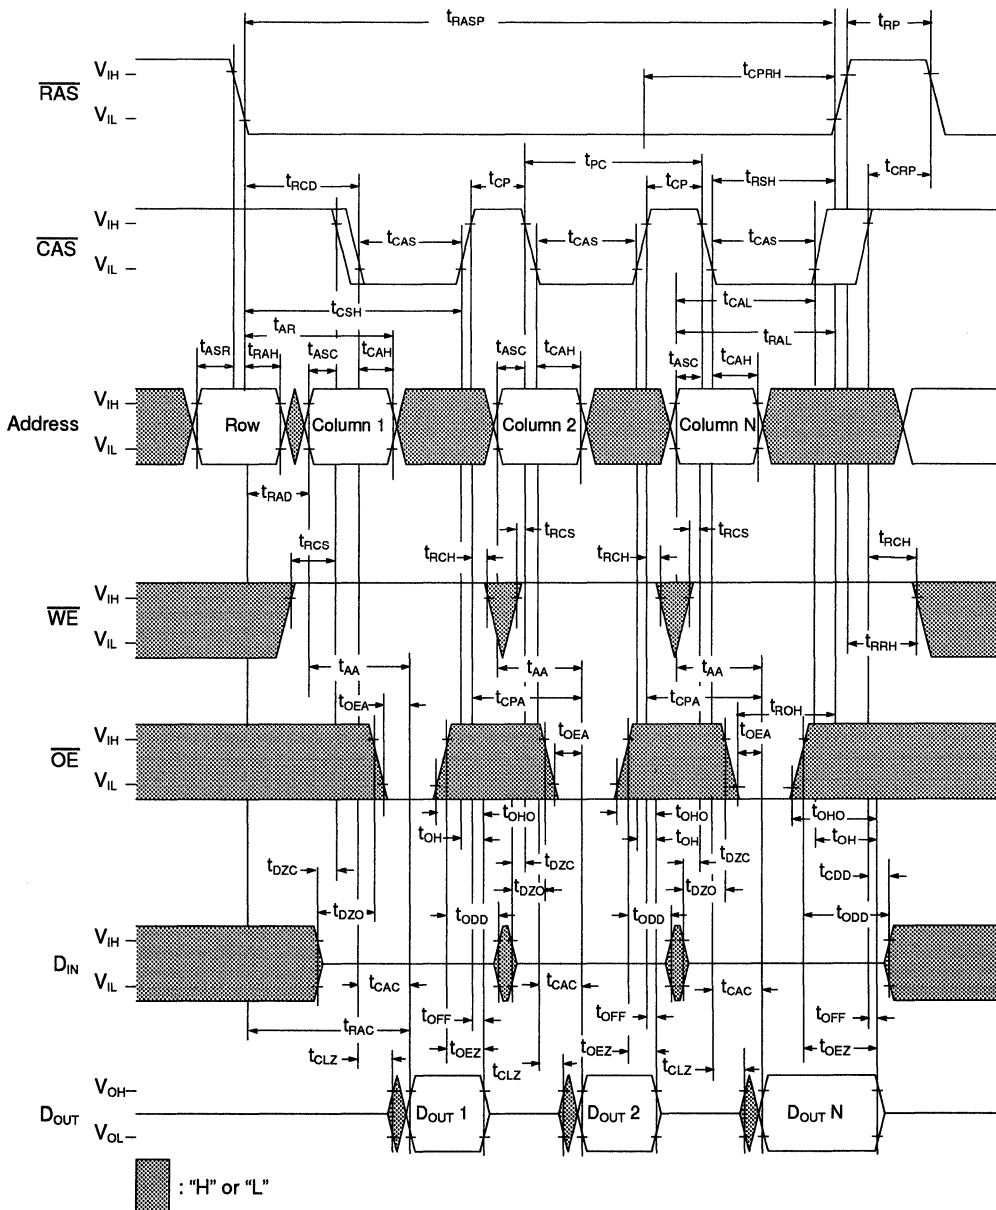 tRASP tRP
VIH
RAS
tCPRH
VIL
tRCD tCP tPC tCP tRSH tCRP
VIH
CAS
tCAS tCAS tCAS
VIL
tCSH tCAL
tAR tRAL
tASR tRAH tASC tCAH tASC tCAH tASC tCAH
VIH
Address Row Column 1 Column 2 Column N
VIL
tRAD
tRCS tRCH tRCS tRCH tRCS tRCH
VIH
WE
VIL
tRRH
tAA tAA tAA
tOEA tCPA tCPA tROH
VIH
OE
tOEA tOEA
VIL
tOHO tOHO tOHO
tOH tOH tOH
tDZC tDZC tDZC tCDD
tDZO tDZO tDZO
tODD tODD tODD
VIH
DIN
VIL
tCAC tCAC tCAC
tRAC tOFF tOFF tOFF
tCLZ tOEZ tCLZ tOEZ tCLZ tOEZ
VOH
DOUT DOUT 1 DOUT 2 DOUT N
VOL
: “H” or “L”